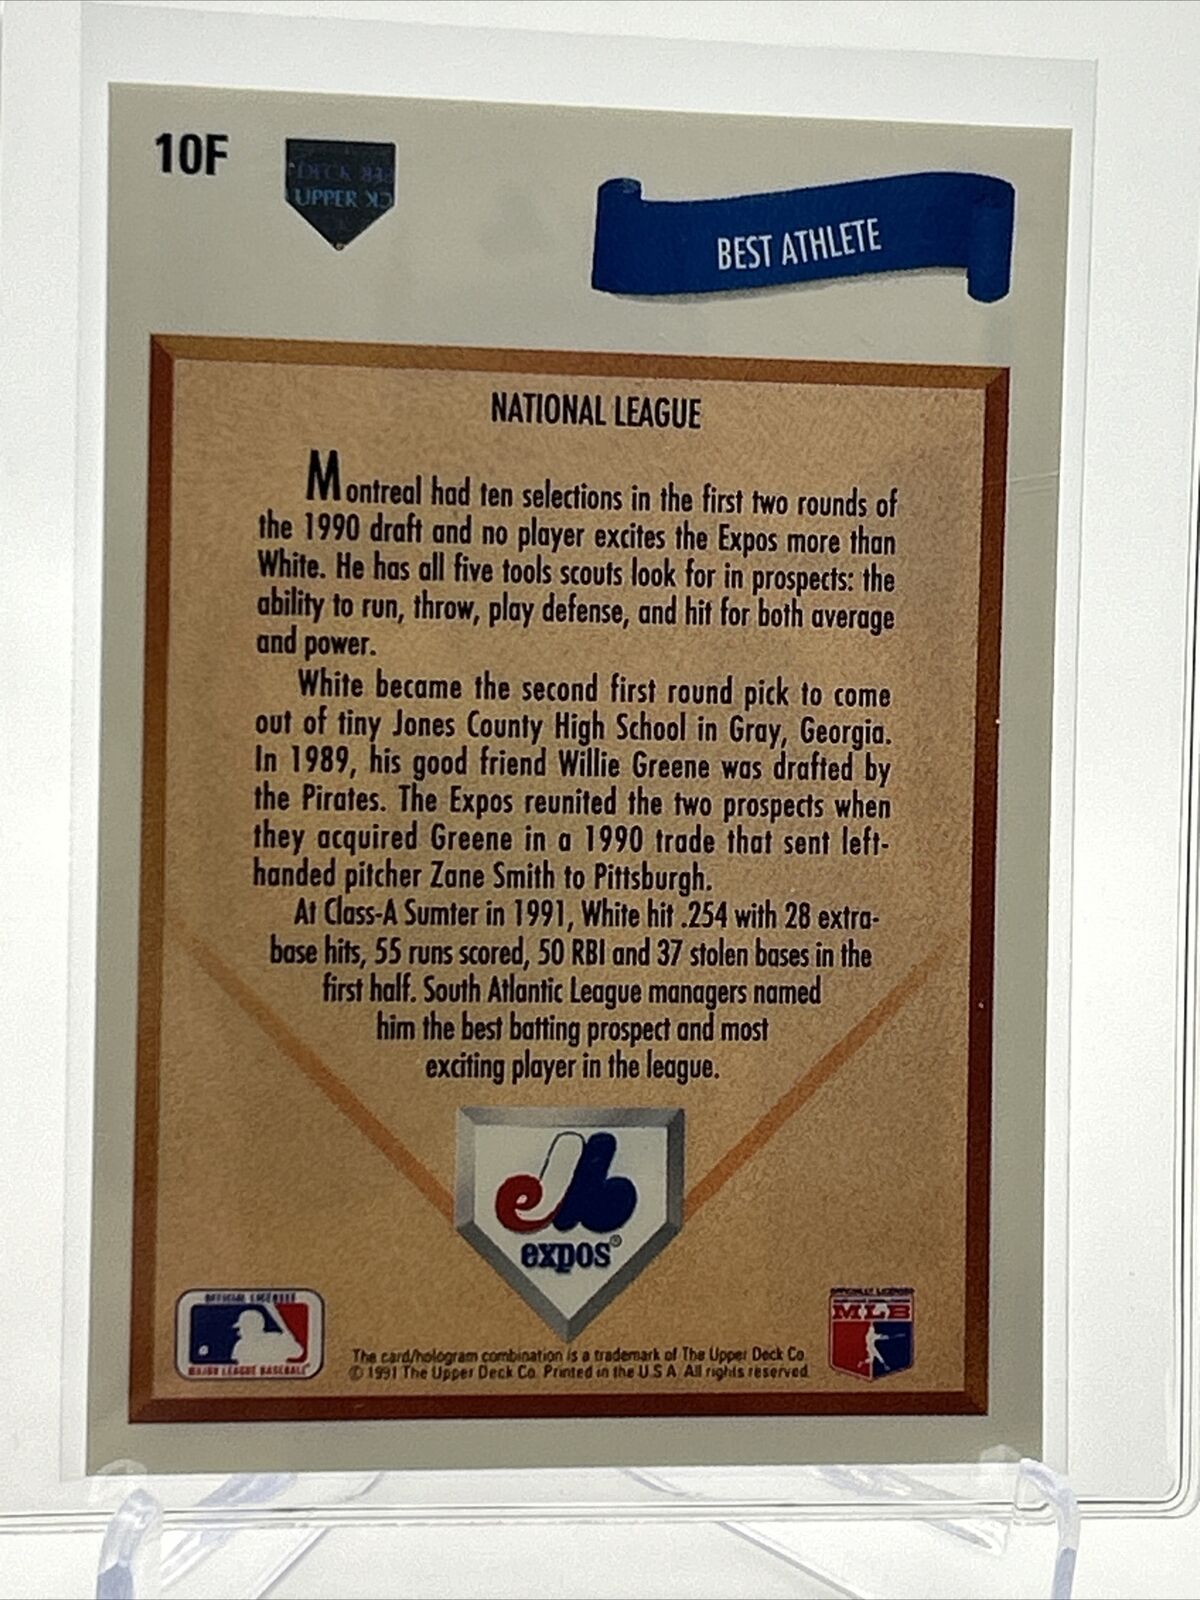 10F
UPPER
BEST ATHLETE
NATIONAL LEAGUE
Montreal had ten selections in the first two rounds of
the 1990 draft and no player excites the Expos more than
White. He has all five tools scouts look for in prospects: the
ability to run, throw, play defense, and hit for both average
and power.
White became the second first round pick to come
out of tiny Jones County High School in Gray, Georgia.
In 1989, his good friend Willie Greene was drafted by
the Pirates. The Expos reunited the two prospects when
they acquired Greene in a 1990 trade that sent left-
handed pitcher Zane Smith to Pittsburgh.
At Class-A Sumter in 1991, White hit .254 with 28 extra-
base hits, 55 runs scored, 50 RBI and 37 stolen bases in the
first half. South Atlantic League managers named
him the best batting prospect and most
exciting player in the league.
expos®
OFFICIAL LICENSEE
MAJOR LEAGUE BASEBALL
MLB
The card/hologram combination is a trademark of The Upper Deck Co.
© 1991 The Upper Deck Co. Printed in the U.S.A. All rights reserved.